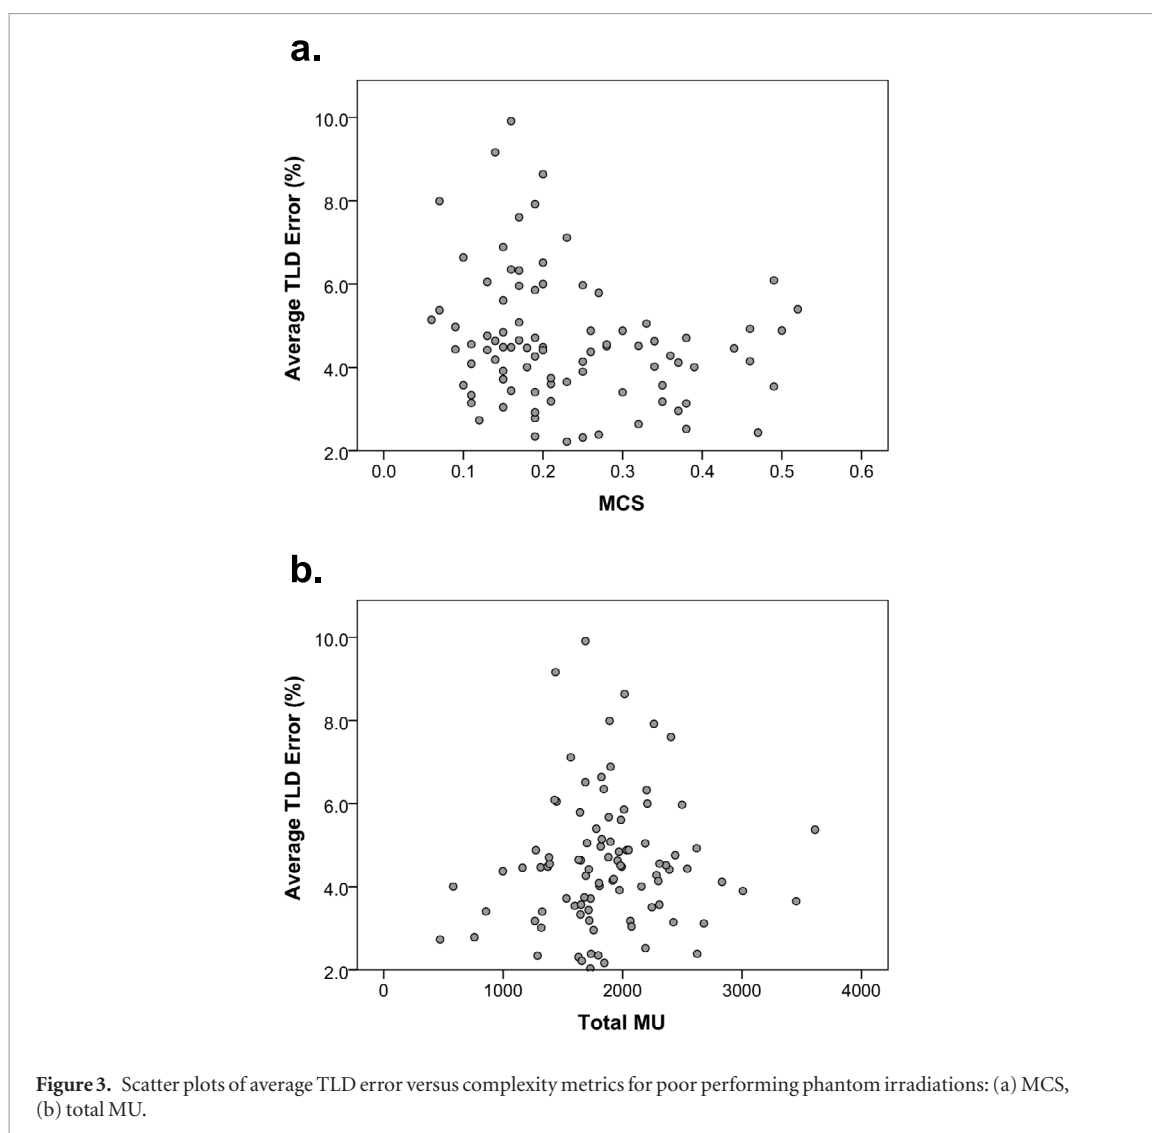 a.
10.0
8.0
6.0
4.0
2.0
Average TLD Error (%)
0.0 0.1 0.2 0.3 0.4 0.5 0.6
MCS
b.
10.0
8.0
6.0
4.0
2.0
Average TLD Error (%)
0 1000 2000 3000 4000
Total MU
Figure 3. Scatter plots of average TLD error versus complexity metrics for poor performing phantom irradiations: (a) MCS,
(b) total MU.